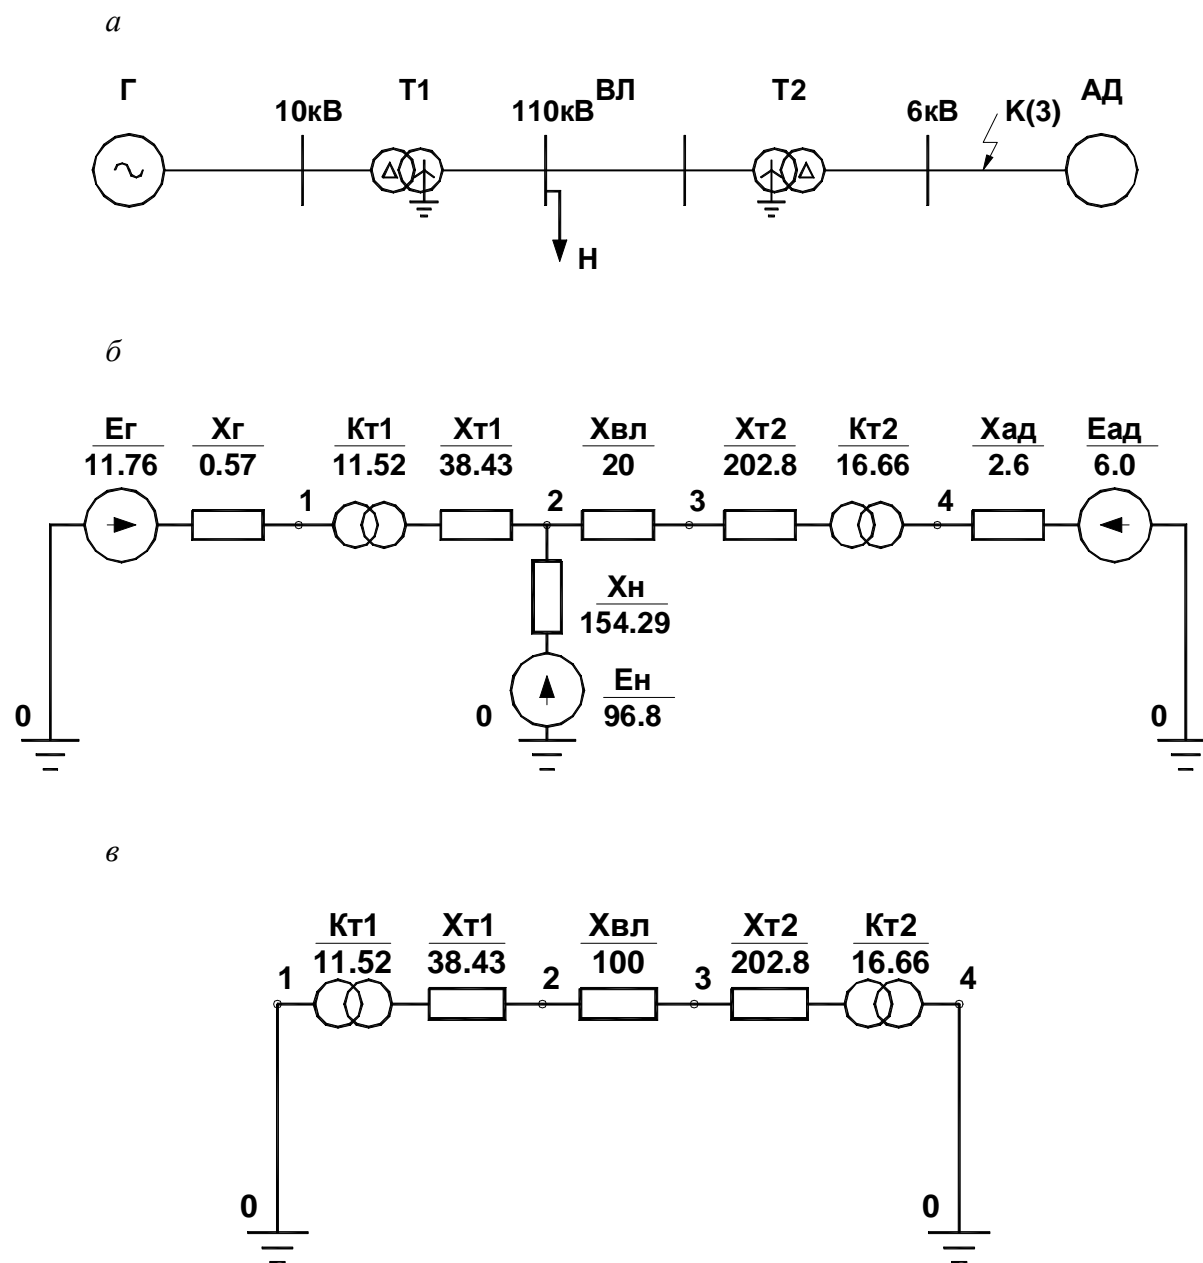 а
Г
Т1
ВЛ
Т2
АД
10кВ
110кВ
6кВ
К(3)
Н
б
Ег
11.76
Хг
0.57
Кт1
11.52
Хт1
38.43
Хвл
20
Хт2
202.8
Кт2
16.66
Хад
2.6
Еад
6.0
1
2
3
4
Хн
154.29
Ен
96.8
0
0
0
в
Кт1
11.52
Хт1
38.43
Хвл
100
Хт2
202.8
Кт2
16.66
1
2
3
4
0
0